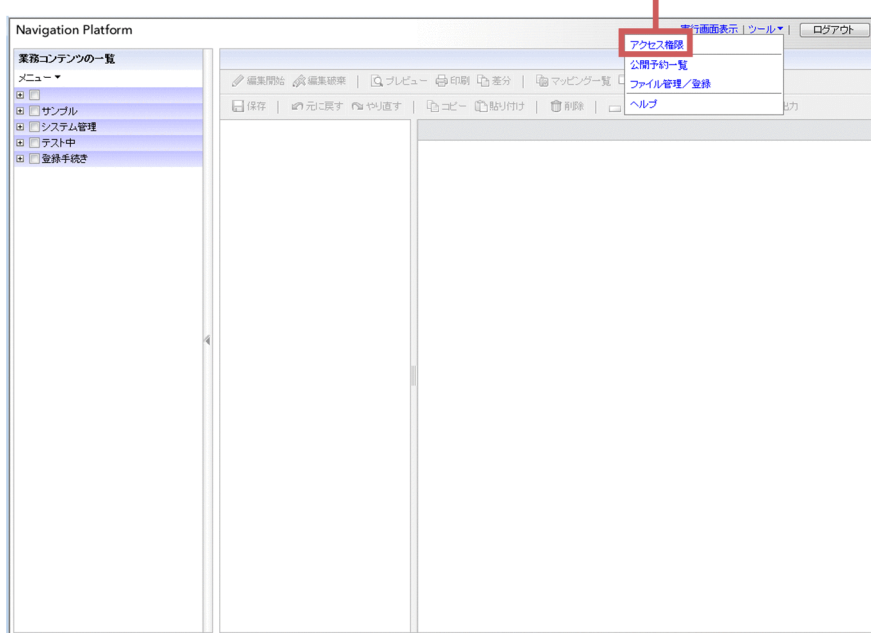 Navigation Platform
実行画面表示 | ツール▼ | ログアウト
業務コンテンツの一覧
メニュー ▼
サンプル
システム管理
テスト中
登録手続き
アクセス権限
公開予約一覧
ファイル管理/登録
ヘルプ
編集開始 編集破棄 | プレビュー 印刷 差分 | マッピング一覧
保存 | 元に戻す やり直す | コピー 貼り付け | 削除 |